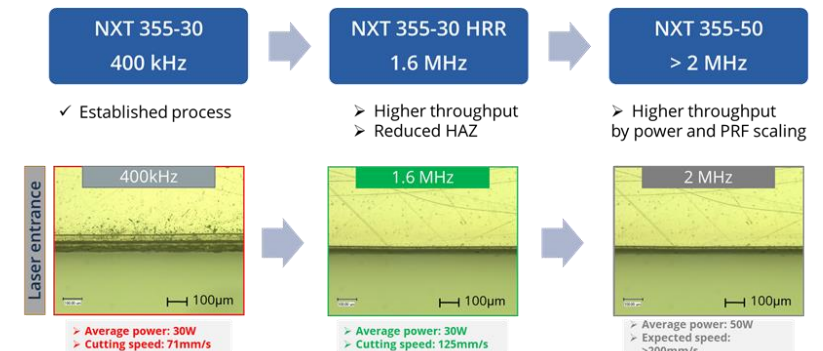 NXT 355-30
400 kHz
NXT 355-30 HRR
1.6 MHz
NXT 355-50
> 2 MHz
✓ Established process
➢ Higher throughput
➢ Reduced HAZ
➢ Higher throughput
by power and PRF scaling
Laser entrance
400kHz
100µm
1.6 MHz
100µm
2 MHz
100µm
➢ Average power: 30W
➢ Cutting speed: 71mm/s
➢ Average power: 30W
➢ Cutting speed: 125mm/s
➢ Average power: 50W
➢ Expected speed:
>200mm/s